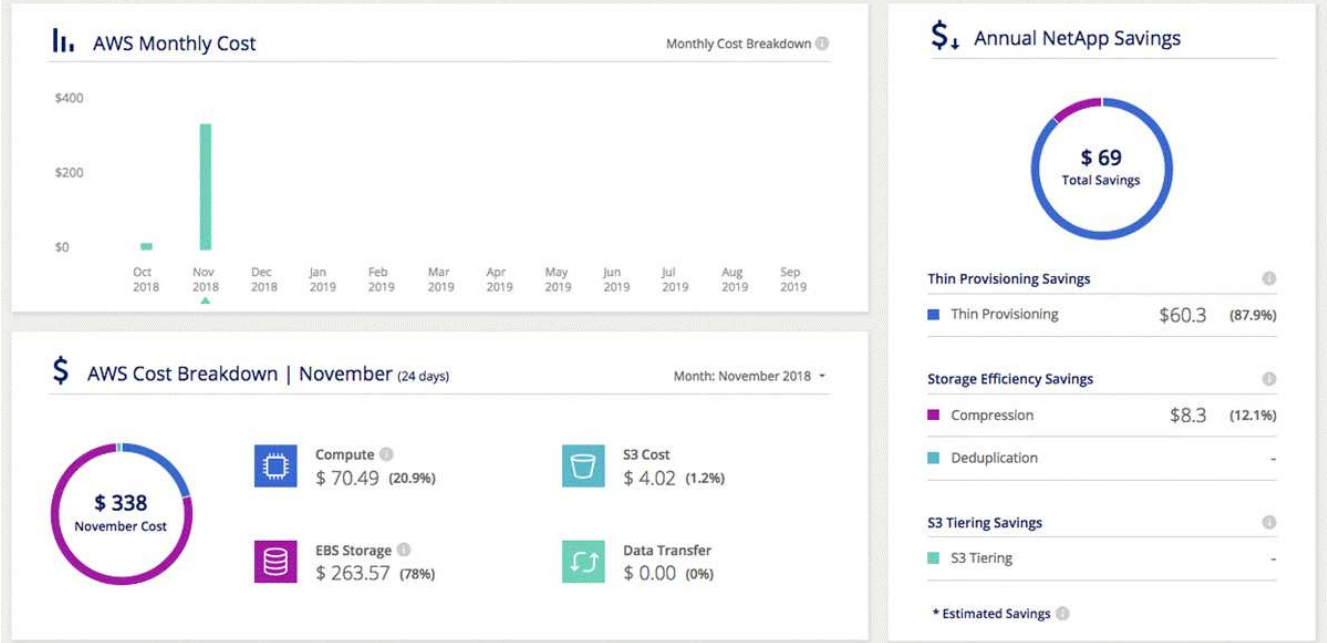 AWS Monthly Cost
Monthly Cost Breakdown
$400
$200
$0
Oct 2018
Nov 2018
Dec 2018
Jan 2019
Feb 2019
Mar 2019
Apr 2019
May 2019
Jun 2019
Jul 2019
Aug 2019
Sep 2019
$ AWS Cost Breakdown | November (24 days)
Month: November 2018
$ 338
November Cost
Compute
$ 70.49 (20.9%)
S3 Cost
$ 4.02 (1.2%)
EBS Storage
$ 263.57 (78%)
Data Transfer
$ 0.00 (0%)
$ Annual NetApp Savings
$ 69
Total Savings
Thin Provisioning Savings
Thin Provisioning $60.3 (87.9%)
Storage Efficiency Savings
Compression $8.3 (12.1%)
Deduplication -
S3 Tiering Savings
S3 Tiering -
* Estimated Savings